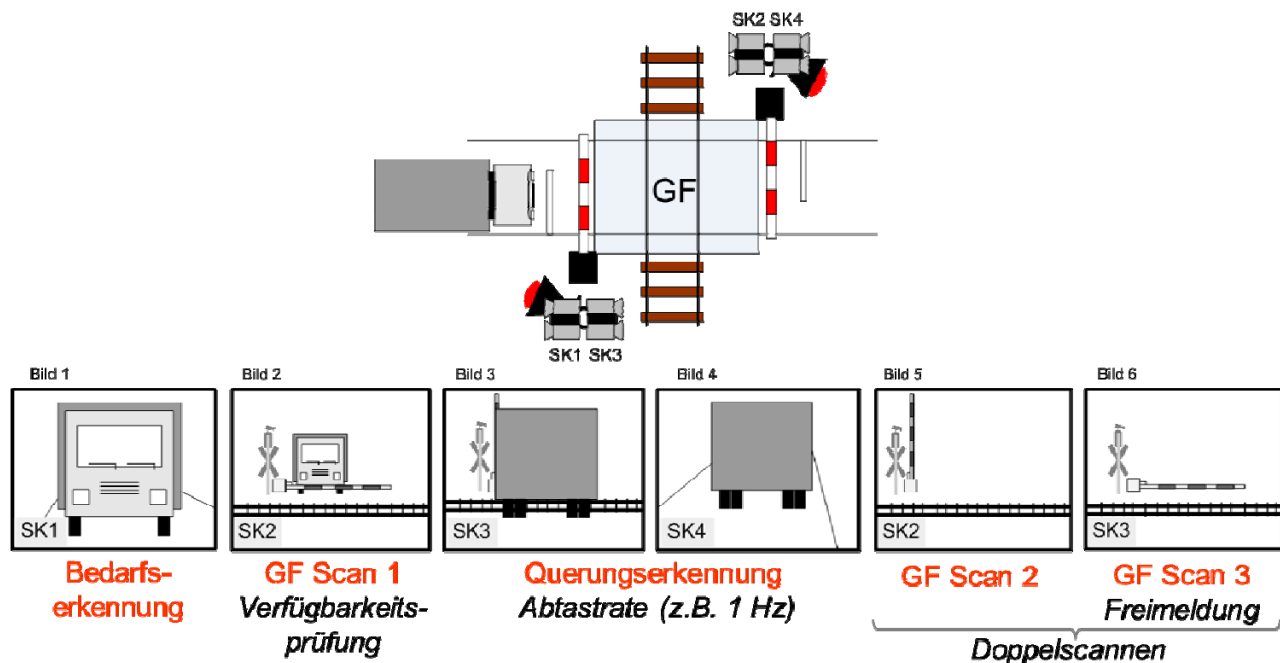 SK2 SK4
GF
SK1 SK3
Bild 1
Bild 2
Bild 3
Bild 4
Bild 5
Bild 6
SK1
SK2
SK3
SK4
SK2
SK3
Bedarfs-
erkennung
GF Scan 1
Verfügbarkeits-
prüfung
Querungserkennung
Abtastrate (z.B. 1 Hz)
GF Scan 2
GF Scan 3
Freimeldung
Doppelscannen